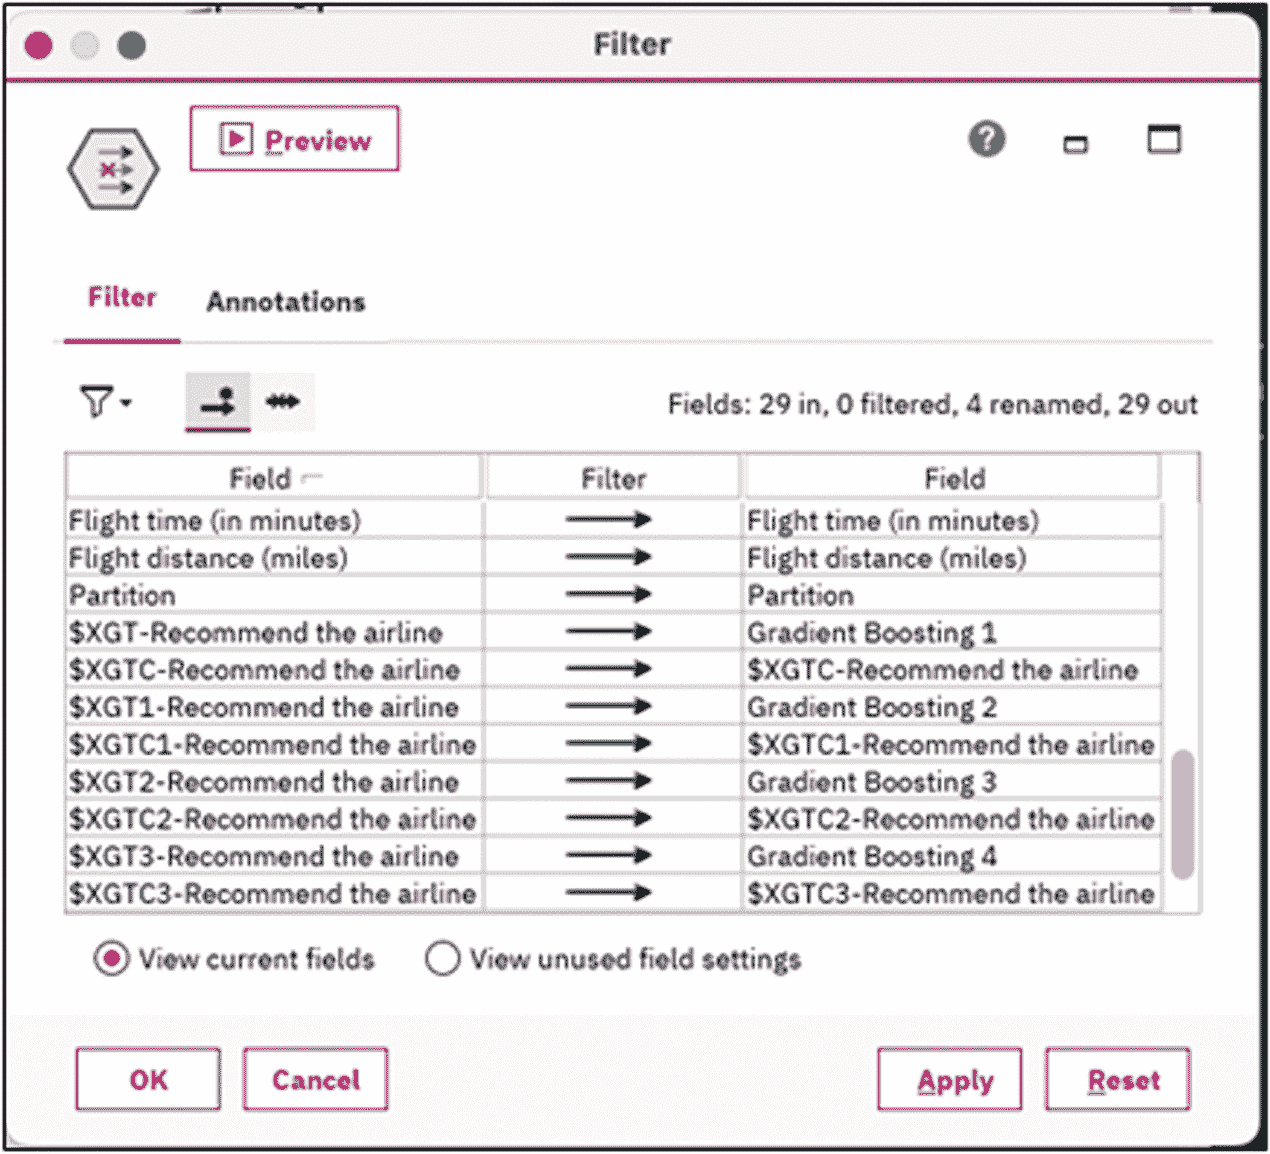 Filter
Preview
?
Filter Annotations
Fields: 29 in, 0 filtered, 4 renamed, 29 out
Field Filter Field
Flight time (in minutes) Flight time (in minutes)
Flight distance (miles) Flight distance (miles)
Partition Partition
$XGT-Recommend the airline Gradient Boosting 1
$XGTC-Recommend the airline $XGTC-Recommend the airline
$XGT1-Recommend the airline Gradient Boosting 2
$XGTC1-Recommend the airline $XGTC1-Recommend the airline
$XGT2-Recommend the airline Gradient Boosting 3
$XGTC2-Recommend the airline $XGTC2-Recommend the airline
$XGT3-Recommend the airline Gradient Boosting 4
$XGTC3-Recommend the airline $XGTC3-Recommend the airline
View current fields View unused field settings
OK Cancel Apply Reset